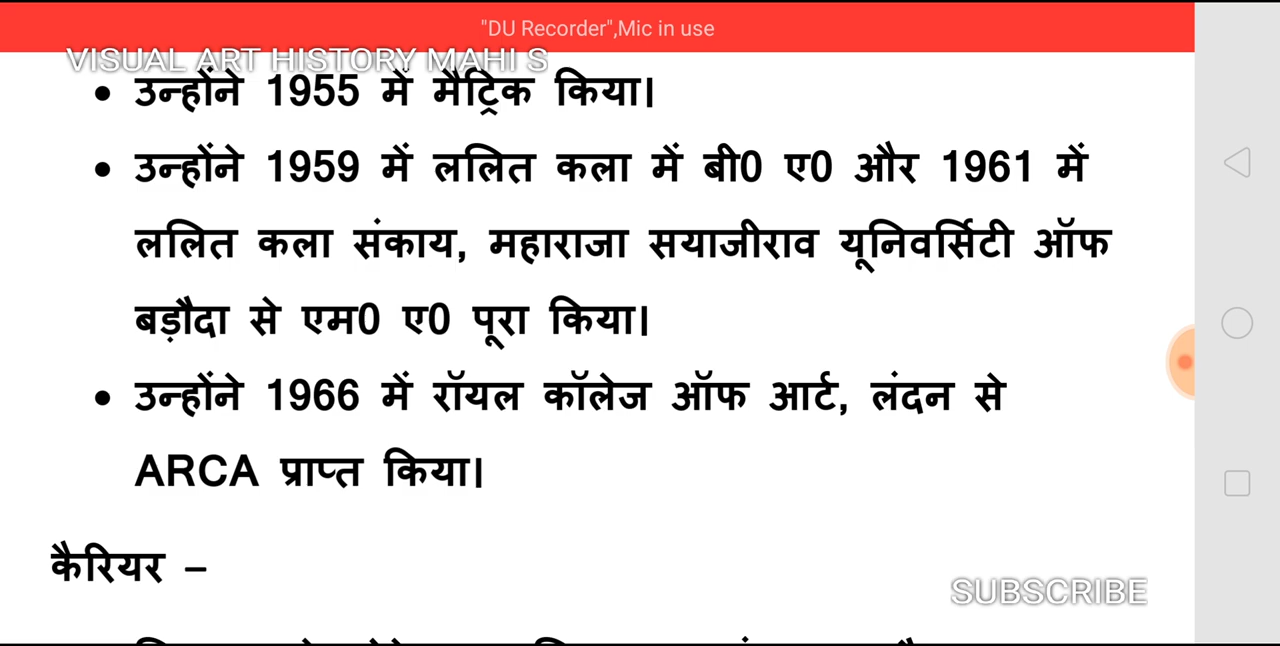 "DU Recorder",Mic in use
VISUAL ART HISTORY MAHI S
• उन्होंने 1955 में मैट्रिक किया।
• उन्होंने 1959 में ललित कला में बी0 ए0 और 1961 में
ललित कला संकाय, महाराजा सयाजीराव यूनिवर्सिटी ऑफ
बड़ौदा से एम0 ए0 पूरा किया।
• उन्होंने 1966 में रॉयल कॉलेज ऑफ आर्ट, लंदन से
ARCA प्राप्त किया।
कैरियर –
SUBSCRIBE